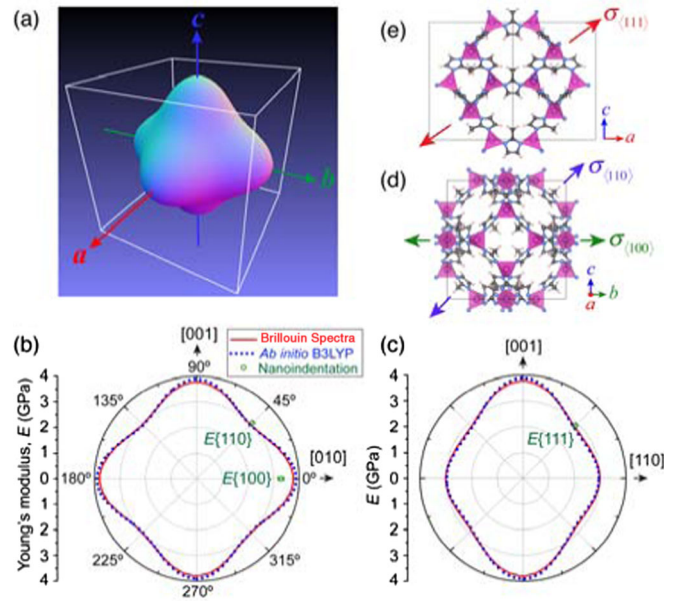 (a)
c
b
a
(e)
σ⟨111⟩
c
a
(d)
σ⟨110⟩
σ⟨100⟩
c
a
b
(b)
[001]
90°
Brillouin Spectra
Ab initio B3LYP
Nanoindentation
135°
45°
E{110}
[010]
180°
E{100}
0°
225°
315°
270°
Young's modulus, E (GPa)
4
3
2
1
0
1
2
3
4
(c)
[001]
E{111}
[110]
E (GPa)
4
3
2
1
0
1
2
3
4